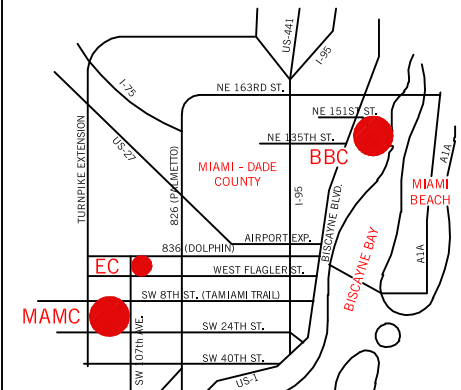 US-441
I-95
I-75
NE 163RD ST.
NE 151ST ST.
NE 135TH ST.
BBC
US-27
TURNPIKE EXTENSION
826 (PALMETTO)
MIAMI - DADE
COUNTY
I-95
A1A
MIAMI
BEACH
BISCAYNE BLVD.
AIRPORT EXP.
836 (DOLPHIN)
EC
WEST FLAGLER ST.
BISCAYNE BAY
A1A
SW 8TH ST. (TAMIAMI TRAIL)
MAMC
SW 107th AVE.
SW 24TH ST.
SW 40TH ST.
US-1